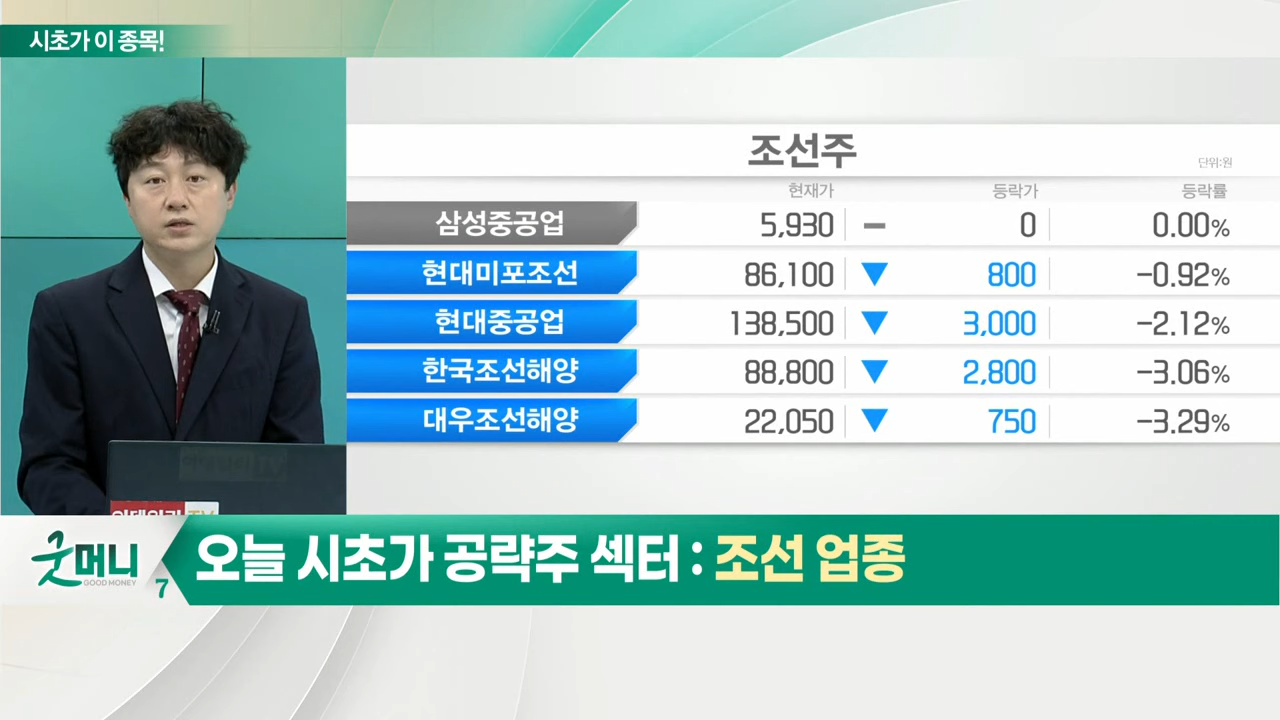 시초가 이 종목!
조선주
단위:원
현재가 등락가 등락률
삼성중공업 5,930 － 0 0.00%
현대미포조선 86,100 ▼ 800 -0.92%
현대중공업 138,500 ▼ 3,000 -2.12%
한국조선해양 88,800 ▼ 2,800 -3.06%
대우조선해양 22,050 ▼ 750 -3.29%
이데일리 TV
굿머니 GOOD MONEY 7
오늘 시초가 공략주 섹터 : 조선 업종